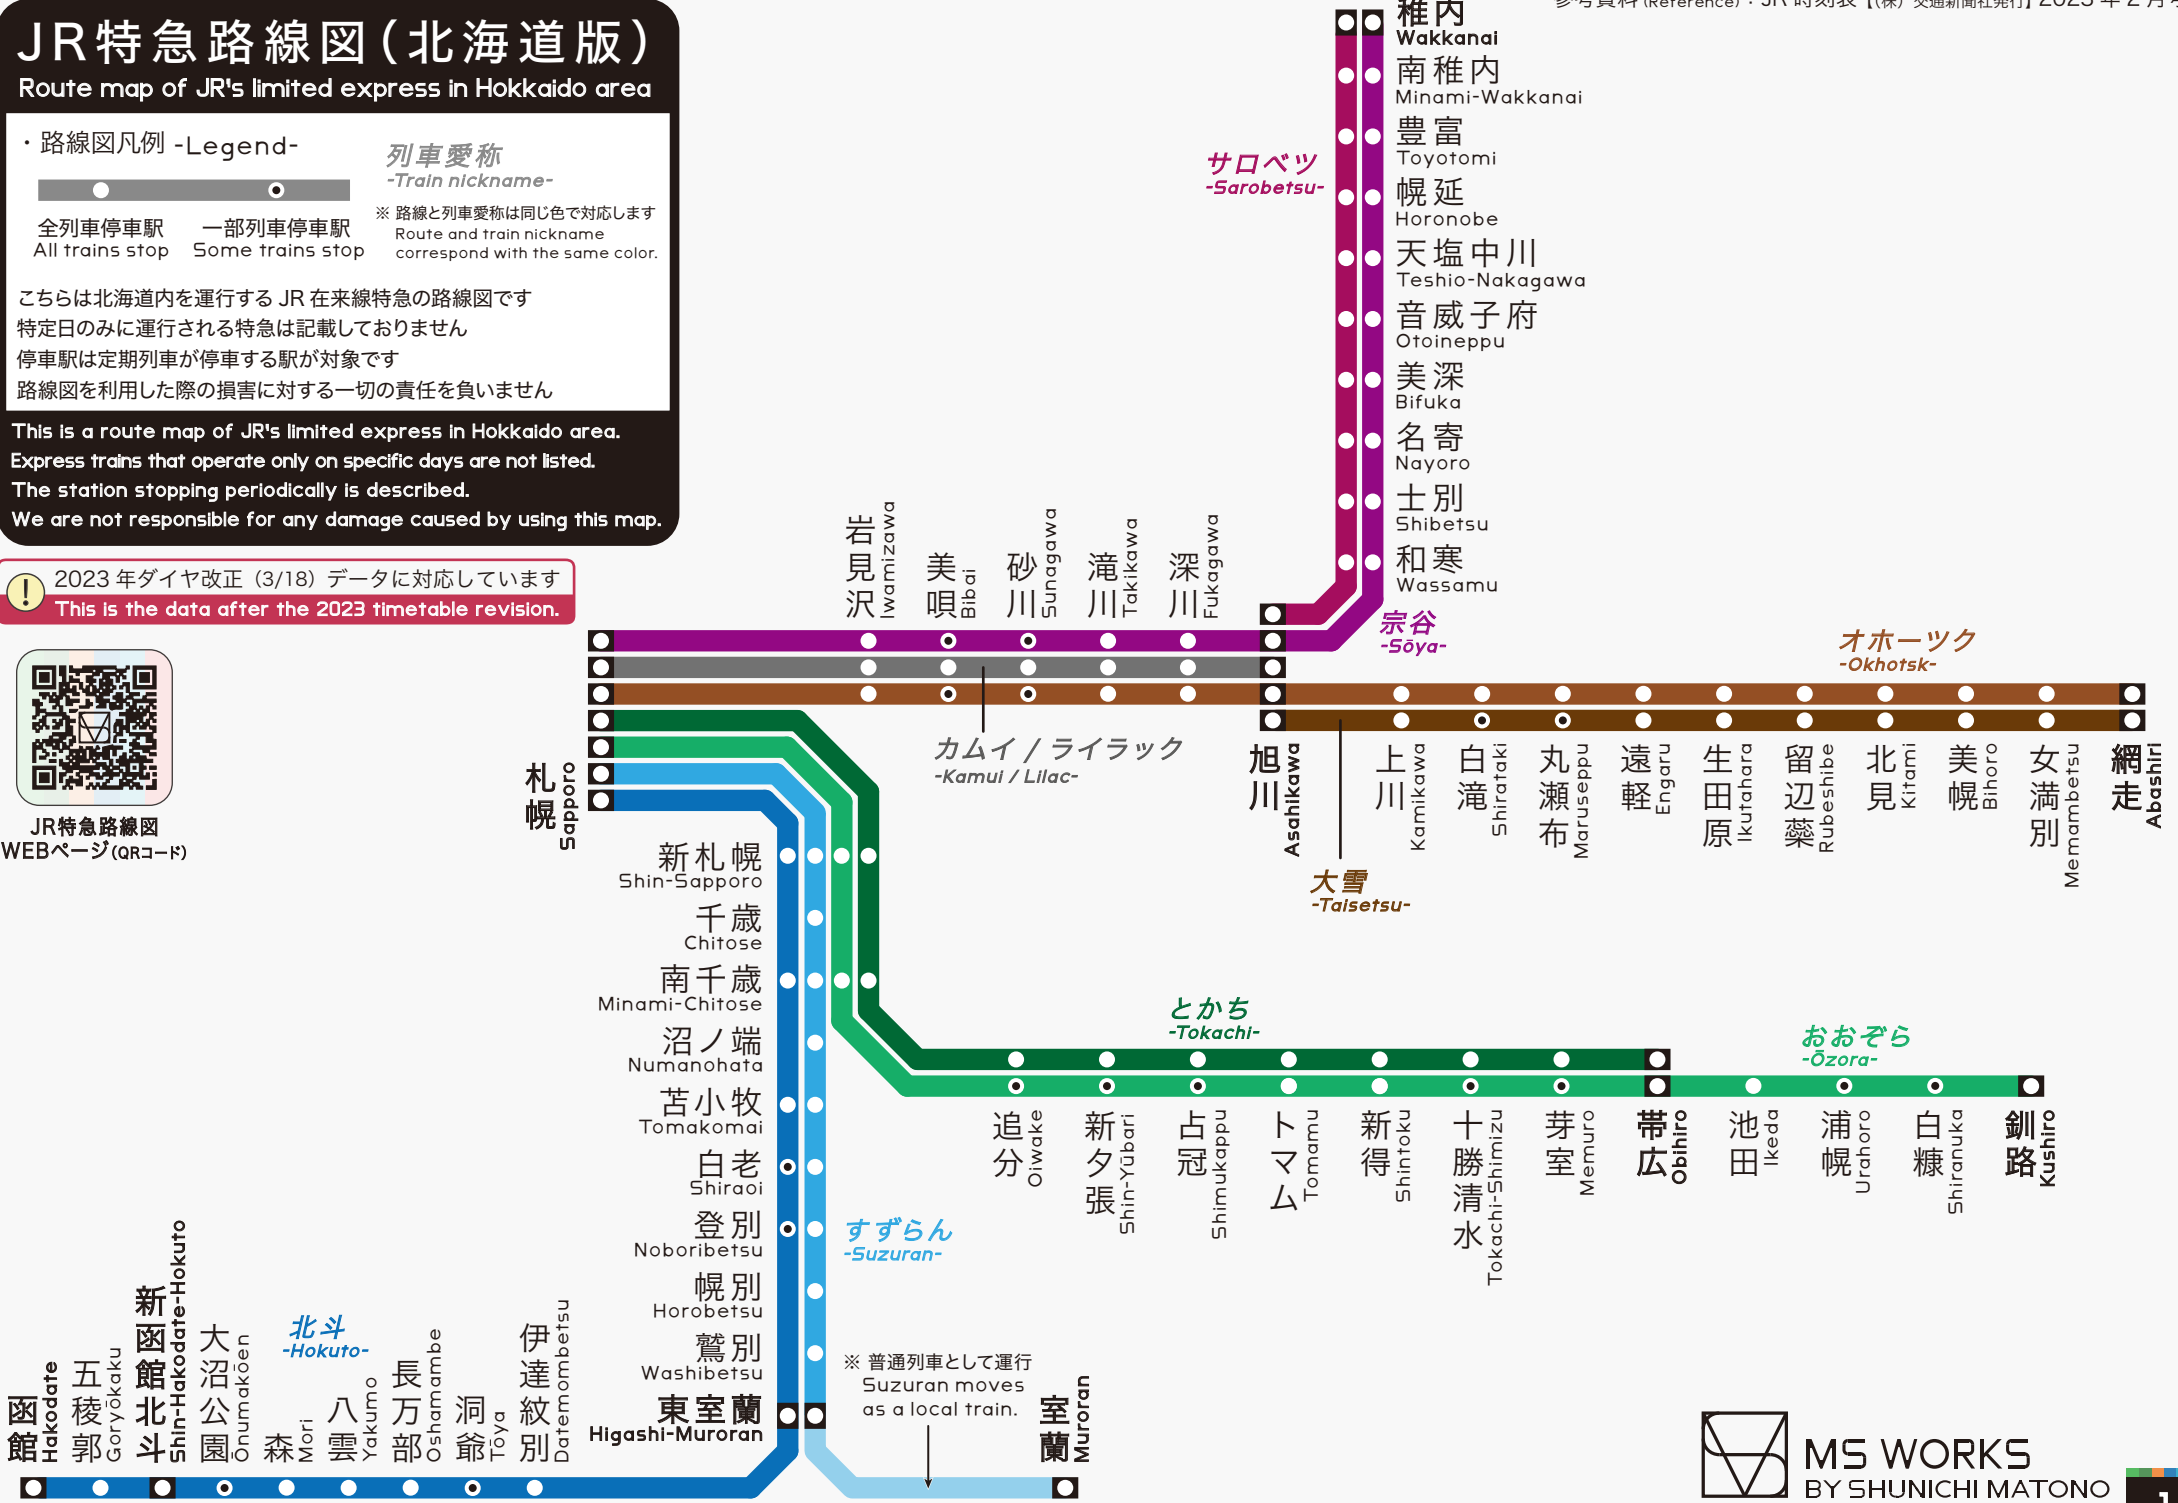 JR特急路線図(北海道版)
Route map of JR's limited express in Hokkaido area
・路線図凡例 -Legend-
列車愛称
-Train nickname-
全列車停車駅
All trains stop
一部列車停車駅
Some trains stop
※ 路線と列車愛称は同じ色で対応します
Route and train nickname
correspond with the same color.
こちらは北海道内を運行する JR 在来線特急の路線図です
特定日のみに運行される特急は記載しておりません
停車駅は定期列車が停車する駅が対象です
路線図を利用した際の損害に対する一切の責任を負いません
This is a route map of JR's limited express in Hokkaido area.
Express trains that operate only on specific days are not listed.
The station stopping periodically is described.
We are not responsible for any damage caused by using this map.
! 2023 年ダイヤ改正（3/18）データに対応しています
This is the data after the 2023 timetable revision.
JR特急路線図
WEBページ(QRコード)
参考資料 (Reference)：JR 時刻表【(株) 交通新聞社発行】2023 年 2 月
稚内
Wakkanai
南稚内
Minami-Wakkanai
豊富
Toyotomi
幌延
Horonobe
天塩中川
Teshio-Nakagawa
音威子府
Otoineppu
美深
Bifuka
名寄
Nayoro
士別
Shibetsu
和寒
Wassamu
サロベツ
-Sarobetsu-
宗谷
-Sōya-
オホーツク
-Okhotsk-
岩見沢
Iwamizawa
美唄
Bibai
砂川
Sunagawa
滝川
Takikawa
深川
Fukagawa
カムイ / ライラック
-Kamui / Lilac-
札幌
Sapporo
旭川
Asahikawa
上川
Kamikawa
白滝
Shirataki
丸瀬布
Maruseppu
遠軽
Engaru
生田原
Ikutahara
留辺蘂
Rubeshibe
北見
Kitami
美幌
Bihoro
女満別
Memambetsu
網走
Abashiri
大雪
-Taisetsu-
新札幌
Shin-Sapporo
千歳
Chitose
南千歳
Minami-Chitose
沼ノ端
Numanohata
苫小牧
Tomakomai
白老
Shiraoi
登別
Noboribetsu
幌別
Horobetsu
鷲別
Washibetsu
東室蘭
Higashi-Muroran
とかち
-Tokachi-
おおぞら
-Ōzora-
追分
Oiwake
新夕張
Shin-Yūbari
占冠
Shimukappu
トマム
Tomamu
新得
Shintoku
十勝清水
Tokachi-Shimizu
芽室
Memuro
帯広
Obihiro
池田
Ikeda
浦幌
Urahoro
白糠
Shiranuka
釧路
Kushiro
すずらん
-Suzuran-
※ 普通列車として運行
Suzuran moves
as a local train.
室蘭
Muroran
北斗
-Hokuto-
函館
Hakodate
五稜郭
Goryōkaku
新函館北斗
Shin-Hakodate-Hokuto
大沼公園
Ōnumakōen
森
Mori
八雲
Yakumo
長万部
Oshamambe
洞爺
Tōya
伊達紋別
Datemombetsu
MS WORKS
BY SHUNICHI MATONO